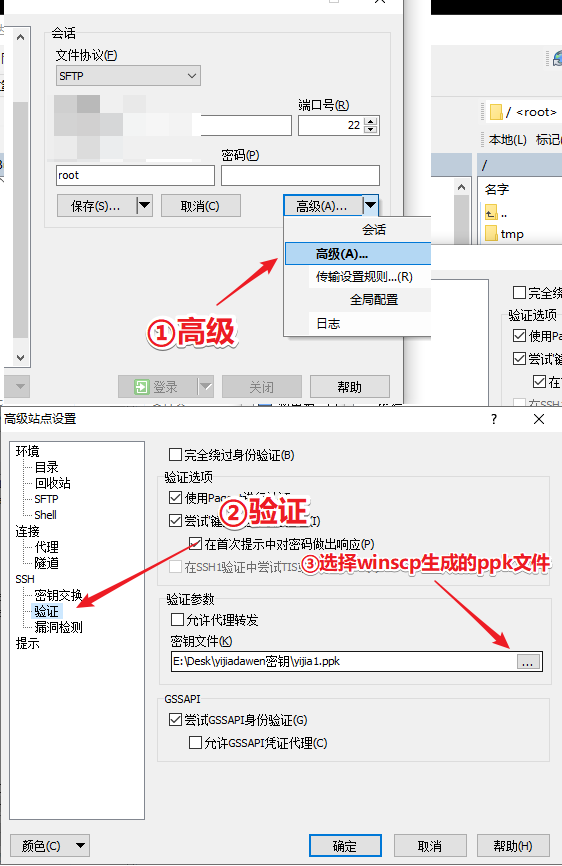 会话
文件协议(F)
SFTP
端口号(R)
22
密码(P)
root
保存(S)...
取消(C)
高级(A)...
会话
高级(A)...
传输设置规则...(R)
全局配置
日志
①高级
登录
关闭
帮助
/ <root>
本地(L) 标记
/
名字
..
tmp
完全绕
验证选项
使用P
尝试键
在
在SSH
高级站点设置
?
环境
目录
回收站
SFTP
Shell
连接
代理
隧道
SSH
密钥交换
验证
漏洞检测
提示
完全绕过身份验证(B)
验证选项
使用Pag
②验证
尝试键
(I)
在首次提示中对密码做出响应(P)
在SSH1验证中尝试TIS
③选择winscp生成的ppk文件
验证参数
允许代理转发
密钥文件(K)
E:\Desk\yijiadawen密钥\yijia1.ppk
...
GSSAPI
尝试GSSAPI身份验证(G)
允许GSSAPI凭证代理(C)
颜色(C)
确定
取消
帮助(H)